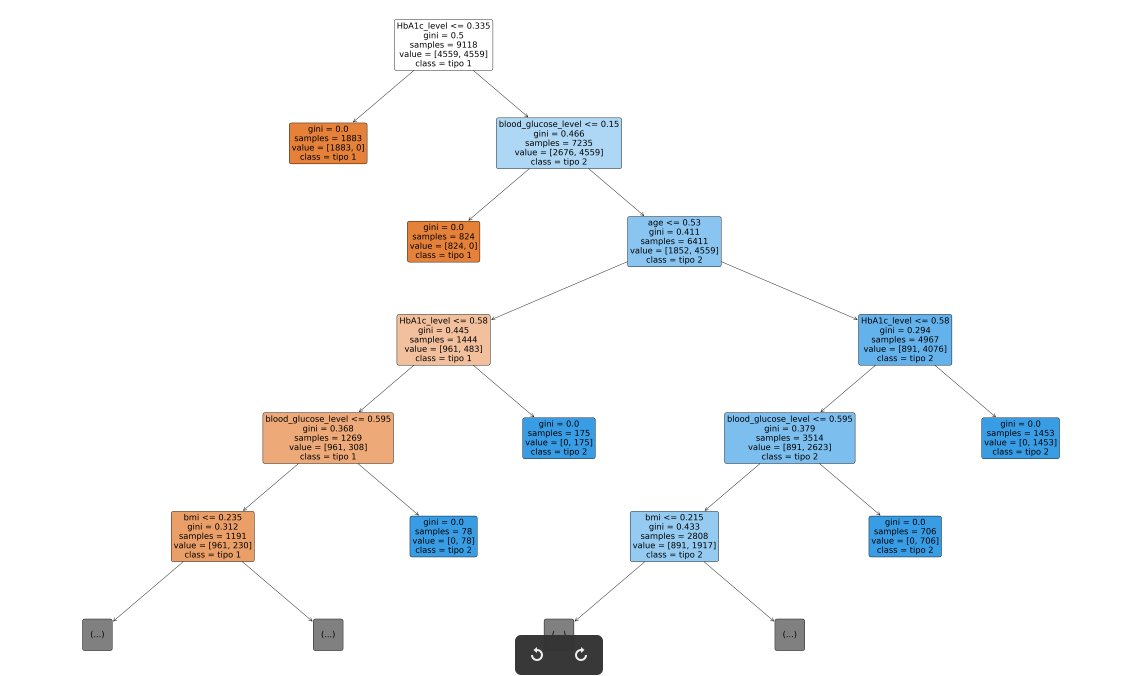 HbA1c_level <= 0.335
gini = 0.5
samples = 9118
value = [4559, 4559]
class = tipo 1
gini = 0.0
samples = 1883
value = [1883, 0]
class = tipo 1
blood_glucose_level <= 0.15
gini = 0.466
samples = 7235
value = [2676, 4559]
class = tipo 2
gini = 0.0
samples = 824
value = [824, 0]
class = tipo 1
age <= 0.53
gini = 0.411
samples = 6411
value = [1852, 4559]
class = tipo 2
HbA1c_level <= 0.58
gini = 0.445
samples = 1444
value = [961, 483]
class = tipo 1
HbA1c_level <= 0.58
gini = 0.294
samples = 4967
value = [891, 4076]
class = tipo 2
blood_glucose_level <= 0.595
gini = 0.368
samples = 1269
value = [961, 308]
class = tipo 1
gini = 0.0
samples = 175
value = [0, 175]
class = tipo 2
blood_glucose_level <= 0.595
gini = 0.379
samples = 3514
value = [891, 2623]
class = tipo 2
gini = 0.0
samples = 1453
value = [0, 1453]
class = tipo 2
bmi <= 0.235
gini = 0.312
samples = 1191
value = [961, 230]
class = tipo 1
gini = 0.0
samples = 78
value = [0, 78]
class = tipo 2
bmi <= 0.215
gini = 0.433
samples = 2808
value = [891, 1917]
class = tipo 2
gini = 0.0
samples = 706
value = [0, 706]
class = tipo 2
(...)
(...)
(...)
(...)